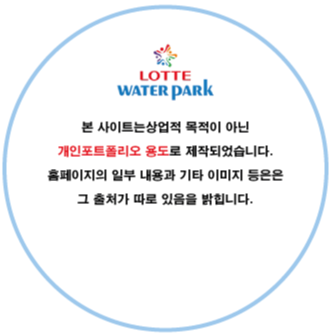 LOTTE
WATER PARK
본 사이트는상업적 목적이 아닌
개인포트폴리오 용도로 제작되었습니다.
홈페이지의 일부 내용과 기타 이미지 등은은
그 출처가 따로 있음을 밝힙니다.